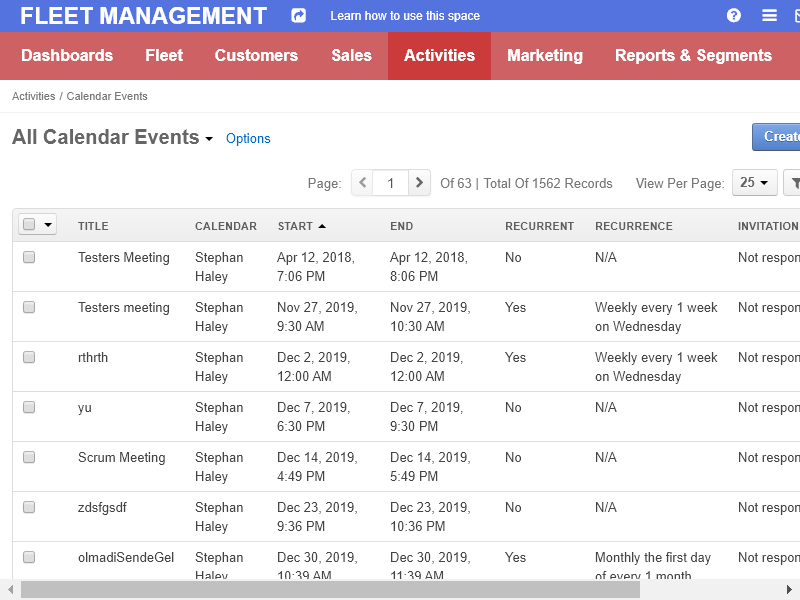 FLEET MANAGEMENT Learn how to use this space
Dashboards Fleet Customers Sales Activities Marketing Reports & Segments
Activities / Calendar Events
All Calendar Events Options
Page: 1 Of 63 | Total Of 1562 Records View Per Page: 25
TITLE CALENDAR START END RECURRENT RECURRENCE INVITATION
Testers Meeting Stephan Haley Apr 12, 2018, 7:06 PM Apr 12, 2018, 8:06 PM No N/A Not
Testers meeting Stephan Haley Nov 27, 2019, 9:30 AM Nov 27, 2019, 10:30 AM Yes Weekly every 1 week on Wednesday Not
rthrth Stephan Haley Dec 2, 2019, 12:00 AM Dec 2, 2019, 12:00 AM Yes Weekly every 1 week on Wednesday Not
yu Stephan Haley Dec 7, 2019, 6:30 PM Dec 7, 2019, 9:30 PM No N/A Not
Scrum Meeting Stephan Haley Dec 14, 2019, 4:49 PM Dec 14, 2019, 5:49 PM No N/A Not
zdsfgsdf Stephan Haley Dec 23, 2019, 9:36 PM Dec 23, 2019, 10:36 PM No N/A Not
olmadiSendeGel Stephan Haley Dec 30, 2019, 10:39 AM Dec 30, 2019, 11:39 AM Yes Monthly the first day of every 1 month Not